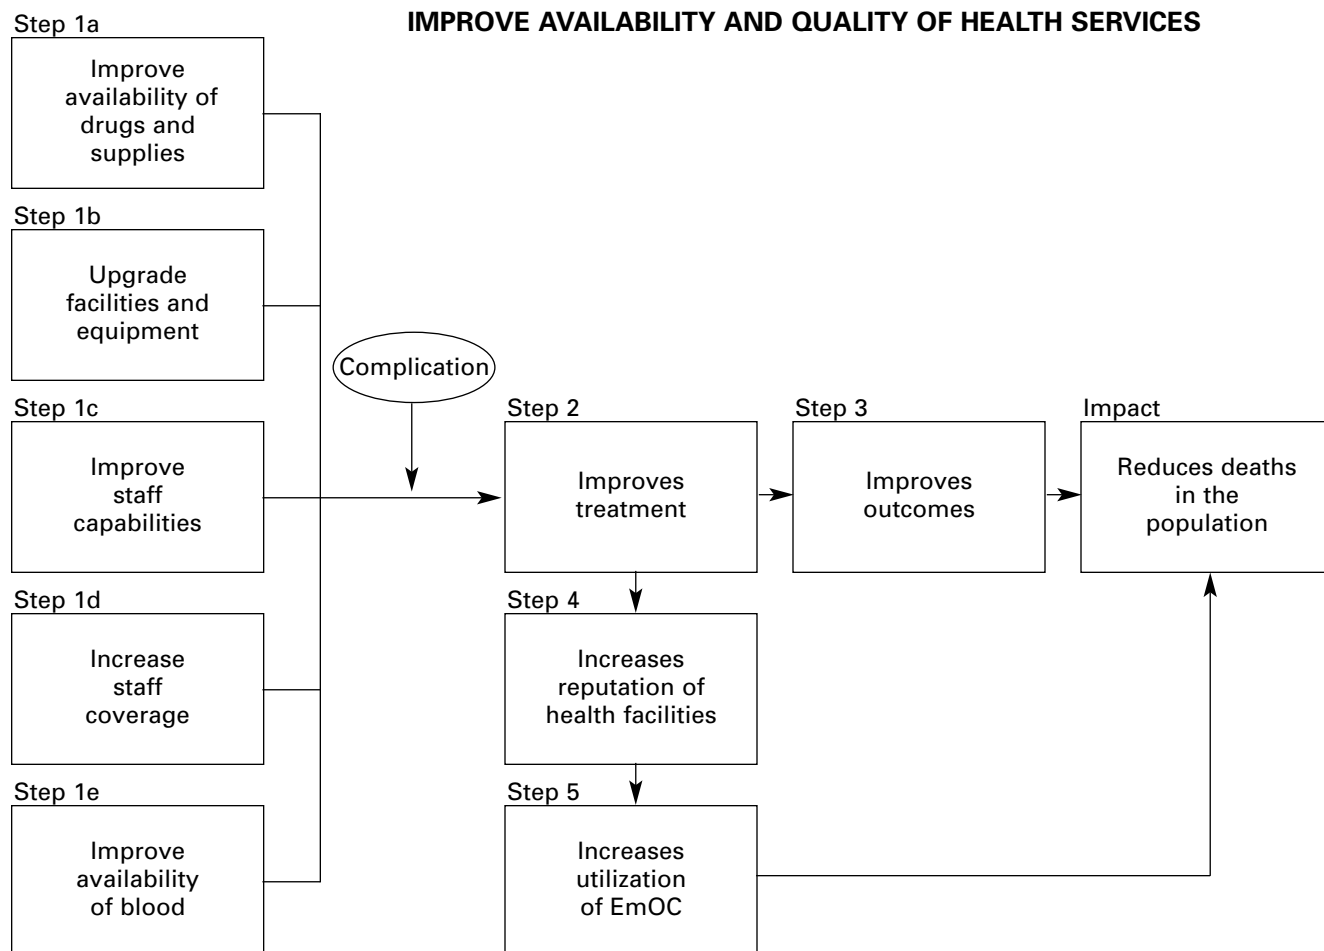 IMPROVE AVAILABILITY AND QUALITY OF HEALTH SERVICES
Step 1a
Improve
availability of
drugs and
supplies
Step 1b
Upgrade
facilities and
equipment
Complication
Step 1c
Improve
staff
capabilities
Step 2
Improves
treatment
Step 3
Improves
outcomes
Impact
Reduces deaths
in the
population
Step 1d
Increase
staff
coverage
Step 4
Increases
reputation of
health facilities
Step 1e
Improve
availability
of blood
Step 5
Increases
utilization
of EmOC